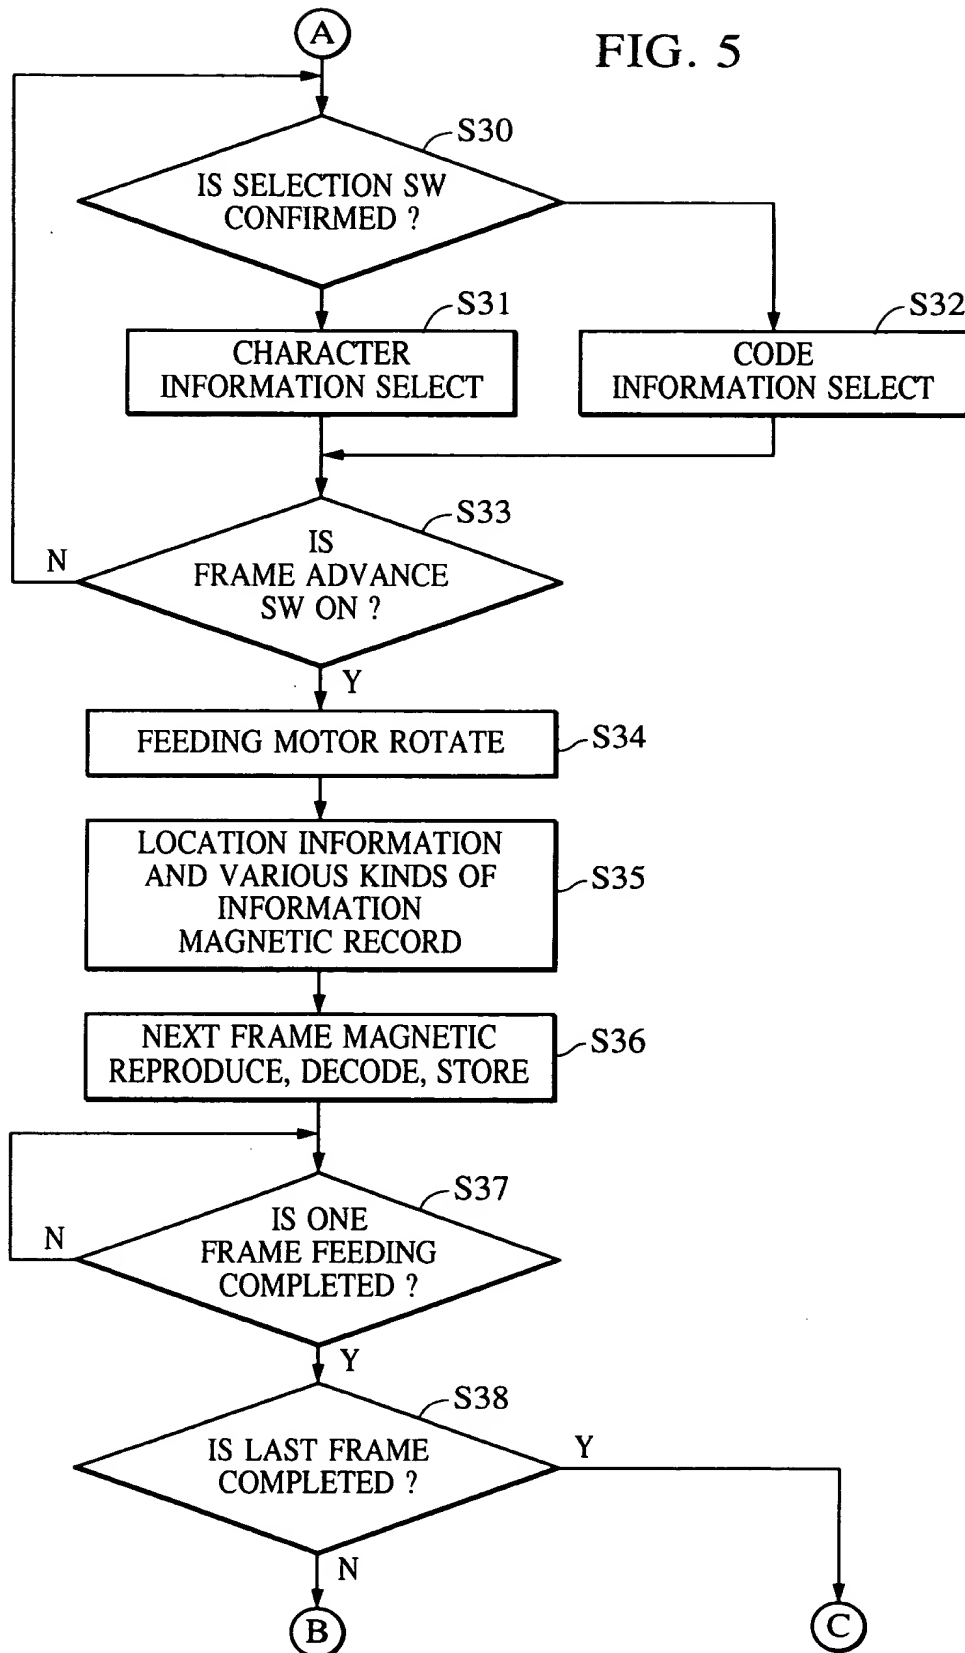 A
FIG. 5
S30
IS SELECTION SW
CONFIRMED ?
S31
CHARACTER
INFORMATION SELECT
S32
CODE
INFORMATION SELECT
S33
IS
FRAME ADVANCE
SW ON ?
N
Y
FEEDING MOTOR ROTATE
S34
LOCATION INFORMATION
AND VARIOUS KINDS OF
INFORMATION
MAGNETIC RECORD
S35
NEXT FRAME MAGNETIC
REPRODUCE, DECODE, STORE
S36
S37
IS ONE
FRAME FEEDING
COMPLETED ?
N
Y
S38
IS LAST FRAME
COMPLETED ?
Y
N
B
C